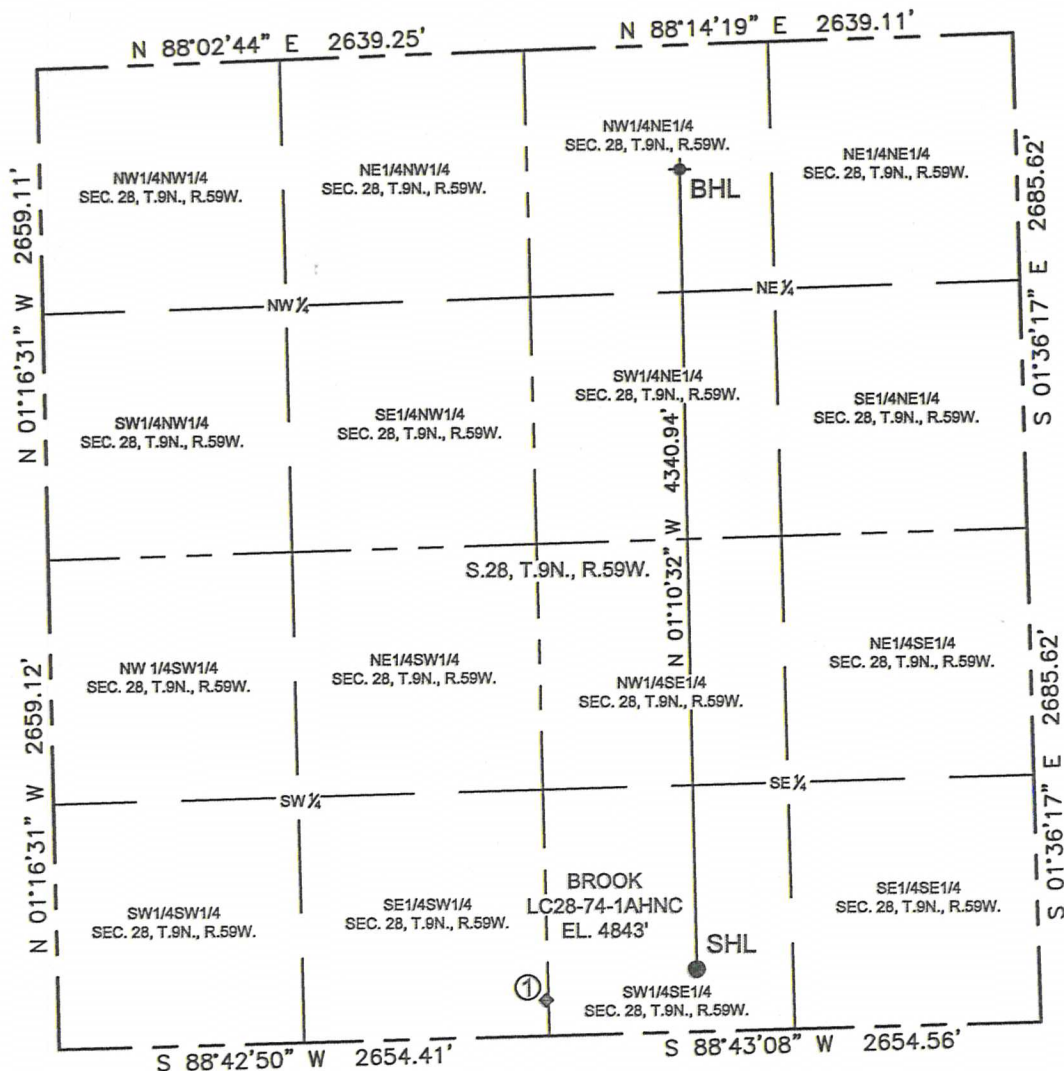 N 88°02'44" E 2639.25'
N 88°14'19" E 2639.11'
N 01°16'31" W 2659.11'
S 01°36'17" E 2685.62'
NW1/4NW1/4
SEC. 28, T.9N., R.59W.
NE1/4NW1/4
SEC. 28, T.9N., R.59W.
NW1/4NE1/4
SEC. 28, T.9N., R.59W.
NE1/4NE1/4
SEC. 28, T.9N., R.59W.
BHL
NW ¼
NE ¼
SW1/4NW1/4
SEC. 28, T.9N., R.59W.
SE1/4NW1/4
SEC. 28, T.9N., R.59W.
SW1/4NE1/4
SEC. 28, T.9N., R.59W.
SE1/4NE1/4
SEC. 28, T.9N., R.59W.
N 01°10'32" W 4340.94'
S.28, T.9N., R.59W.
N 01°16'31" W 2659.12'
S 01°36'17" E 2685.62'
NW 1/4SW1/4
SEC. 28, T.9N., R.59W.
NE1/4SW1/4
SEC. 28, T.9N., R.59W.
NW1/4SE1/4
SEC. 28, T.9N., R.59W.
NE1/4SE1/4
SEC. 28, T.9N., R.59W.
SW ¼
SE ¼
SW1/4SW1/4
SEC. 28, T.9N., R.59W.
SE1/4SW1/4
SEC. 28, T.9N., R.59W.
BROOK
LC28-74-1AHNC
EL. 4843'
SE1/4SE1/4
SEC. 28, T.9N., R.59W.
SHL
①
SW1/4SE1/4
SEC. 28, T.9N., R.59W.
S 88°42'50" W 2654.41'
S 88°43'08" W 2654.56'